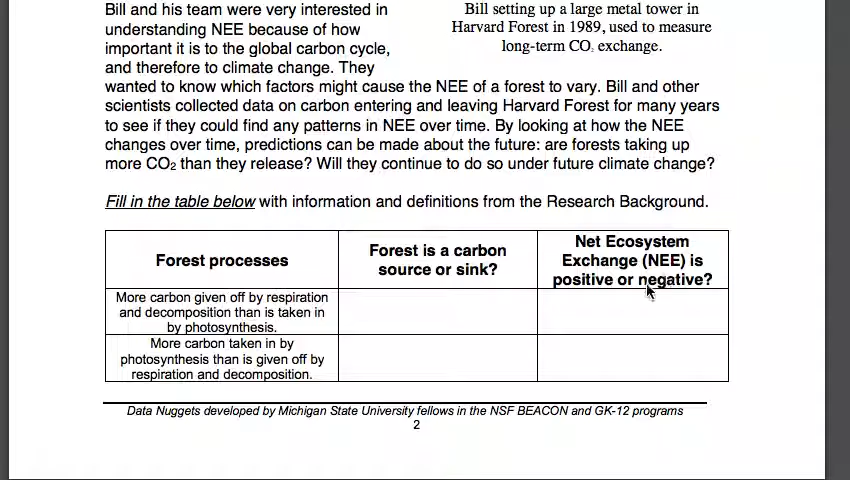 Bill and his team were very interested in
understanding NEE because of how
important it is to the global carbon cycle,
and therefore to climate change. They
wanted to know which factors might cause the NEE of a forest to vary. Bill and other
scientists collected data on carbon entering and leaving Harvard Forest for many years
to see if they could find any patterns in NEE over time. By looking at how the NEE
changes over time, predictions can be made about the future: are forests taking up
more CO₂ than they release? Will they continue to do so under future climate change?
Bill setting up a large metal tower in
Harvard Forest in 1989, used to measure
long-term CO₂ exchange.
Fill in the table below with information and definitions from the Research Background.
Forest processes
Forest is a carbon
source or sink?
Net Ecosystem
Exchange (NEE) is
positive or negative?
More carbon given off by respiration
and decomposition than is taken in
by photosynthesis.
More carbon taken in by
photosynthesis than is given off by
respiration and decomposition.
Data Nuggets developed by Michigan State University fellows in the NSF BEACON and GK-12 programs
2